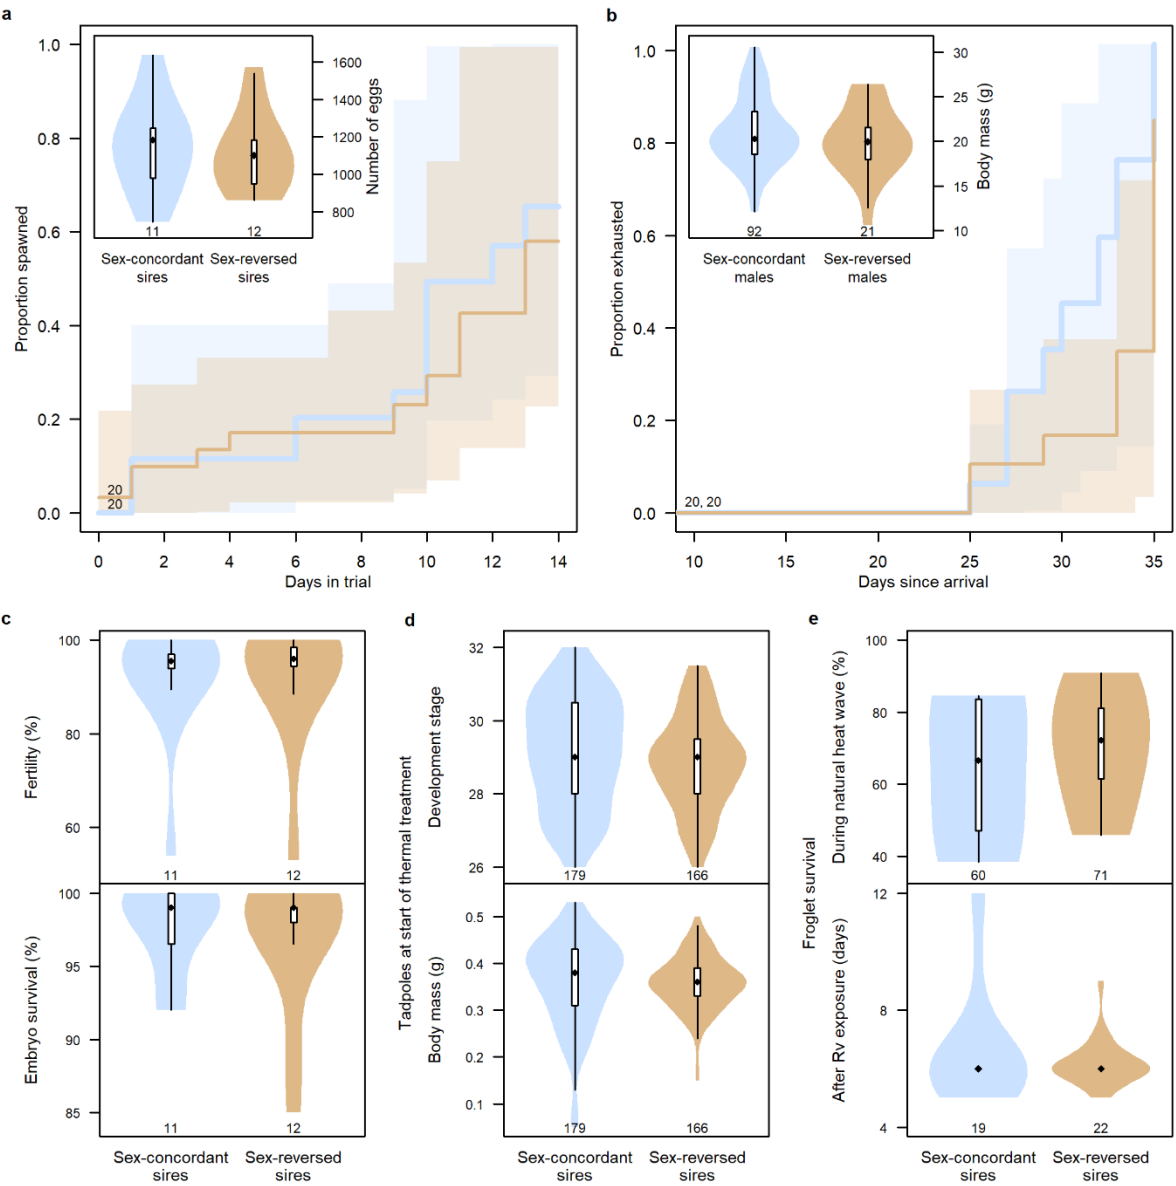 a
Proportion spawned
1.0
0.8
0.6
0.4
0.2
0.0
20
20
0
2
4
6
8
10
12
14
Days in trial
1600
1400
1200
1000
800
Number of eggs
11
12
Sex-concordant
sires
Sex-reversed
sires
b
Proportion exhausted
1.0
0.8
0.6
0.4
0.2
0.0
20, 20
10
15
20
25
30
35
Days since arrival
30
25
20
15
10
Body mass (g)
92
21
Sex-concordant
males
Sex-reversed
males
c
Fertility (%)
100
80
60
11
12
Embryo survival (%)
100
95
90
85
11
12
Sex-concordant
sires
Sex-reversed
sires
d
Tadpoles at start of thermal treatment
Development stage
32
30
28
26
179
166
Body mass (g)
0.5
0.4
0.3
0.2
0.1
179
166
Sex-concordant
sires
Sex-reversed
sires
e
Froglet survival
During natural heat wave (%)
100
80
60
40
60
71
After Rv exposure (days)
12
8
4
19
22
Sex-concordant
sires
Sex-reversed
sires